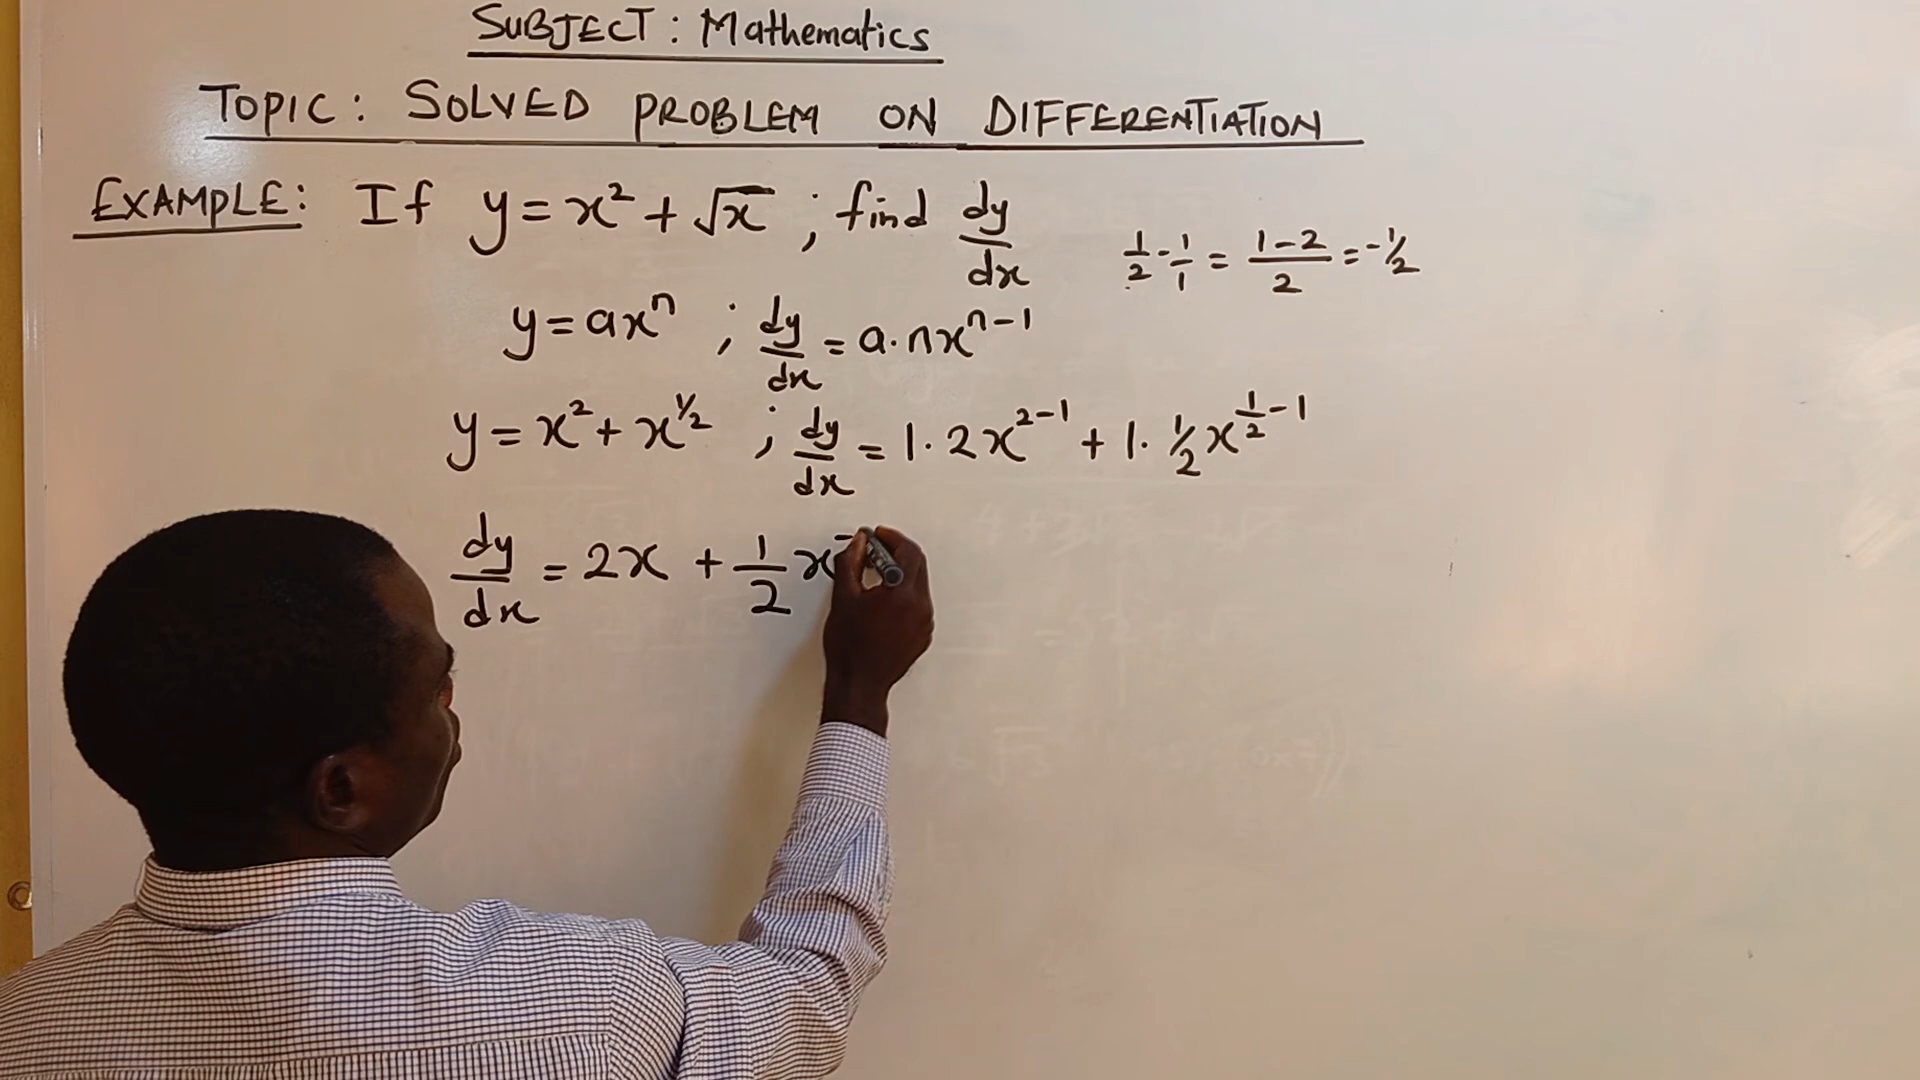 SUBJECT: Mathematics
TOPIC: SOLVED PROBLEM ON DIFFERENTIATION
EXAMPLE: If y = x² + √x ; find dy/dx
1/2 - 1/1 = (1-2)/2 = -1/2
y = axⁿ ; dy/dx = a·nxⁿ⁻¹
y = x² + x^(1/2) ; dy/dx = 1·2x^(2-1) + 1·1/2x^(1/2-1)
dy/dx = 2x + 1/2 x⁻